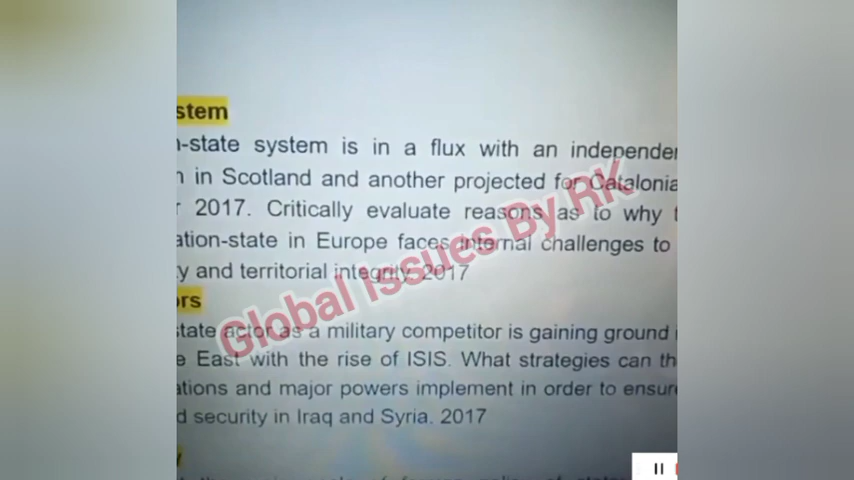 stem
n-state system is in a flux with an independen
n in Scotland and another projected for Catalonia
r 2017. Critically evaluate reasons as to why t
ation-state in Europe faces internal challenges to
y and territorial integrity. 2017
ors
state actor as a military competitor is gaining ground
e East with the rise of ISIS. What strategies can th
ations and major powers implement in order to ensure
d security in Iraq and Syria. 2017
Global Issues By RK